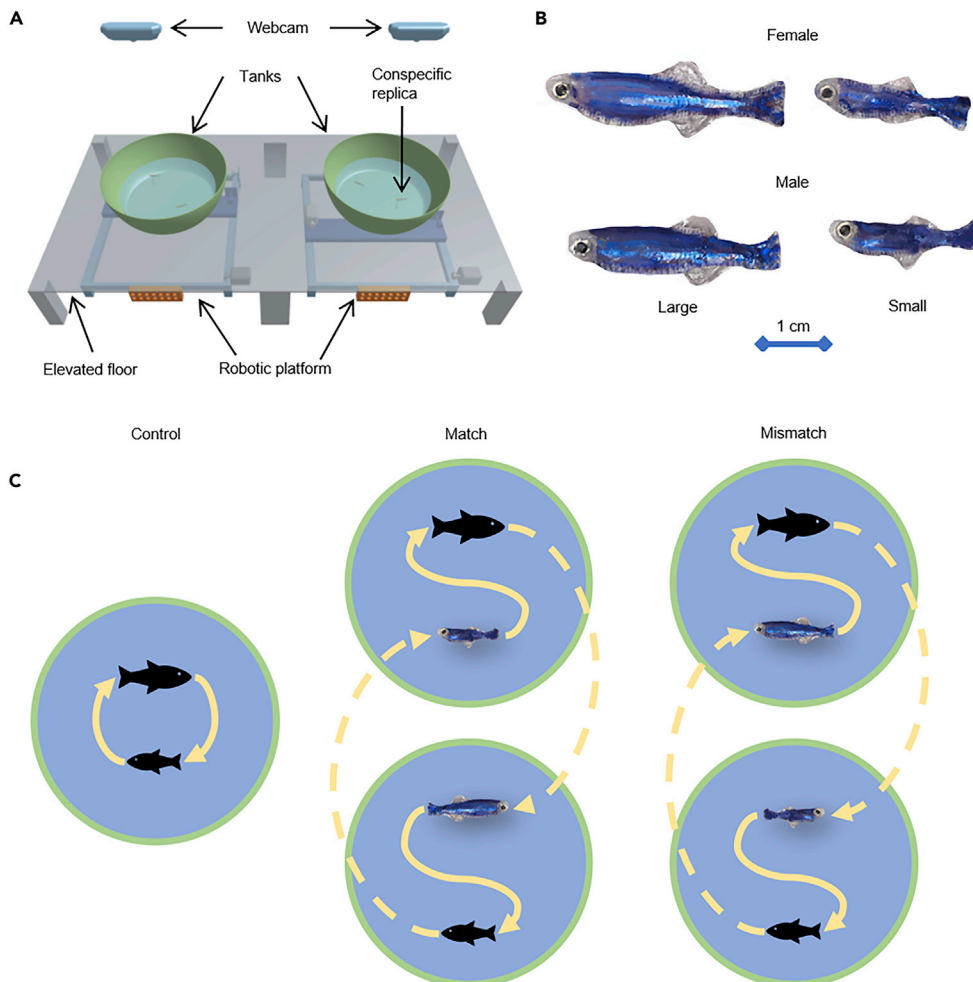 A
Webcam
Tanks
Conspecific
replica
Elevated floor
Robotic platform
B
Female
Male
Large
Small
1 cm
Control
Match
Mismatch
C